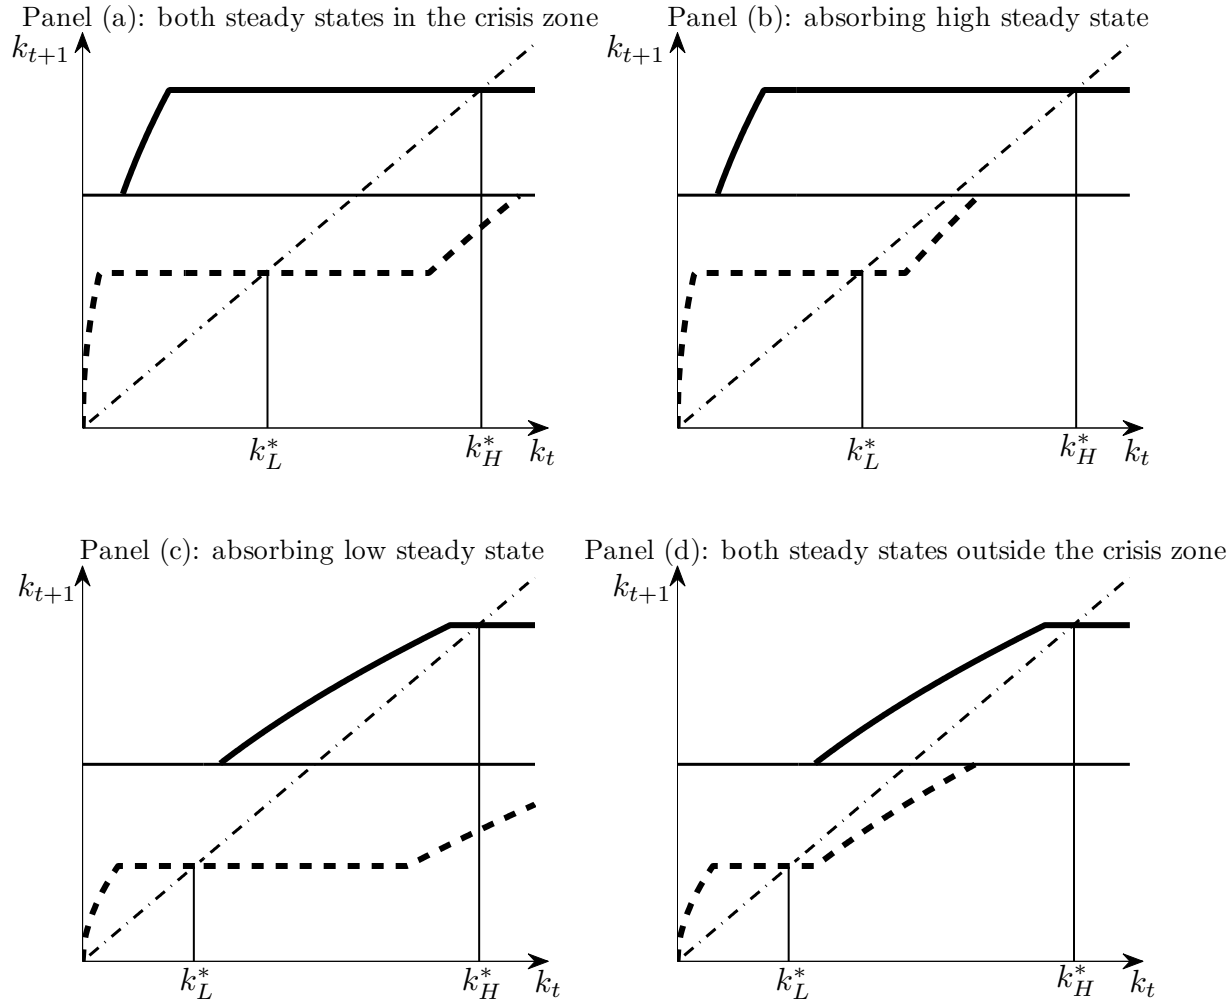 Panel (a): both steady states in the crisis zone
k_{t+1}
k_L^*
k_H^*
k_t
Panel (b): absorbing high steady state
k_{t+1}
k_L^*
k_H^*
k_t
Panel (c): absorbing low steady state
k_{t+1}
k_L^*
k_H^*
k_t
Panel (d): both steady states outside the crisis zone
k_{t+1}
k_L^*
k_H^*
k_t